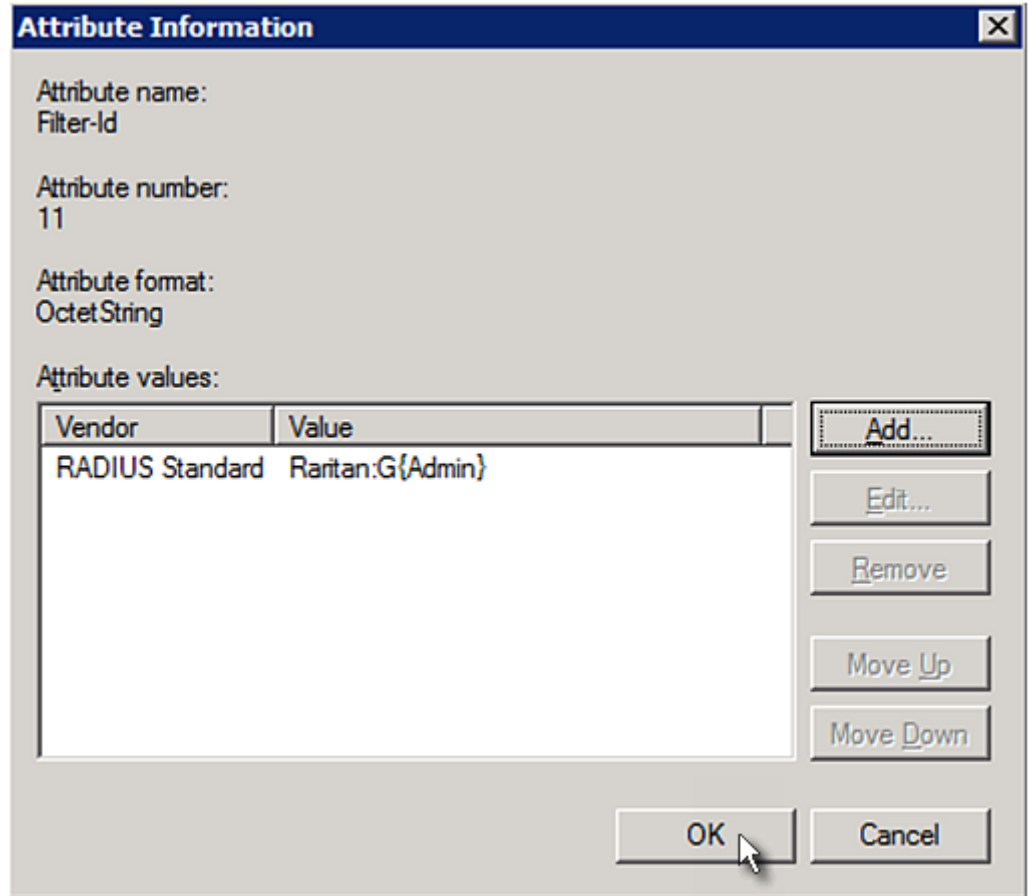 Attribute Information
Attribute name:
Filter-Id
Attribute number:
11
Attribute format:
OctetString
Attribute values:
Vendor Value
RADIUS Standard Raritan:G{Admin}
Add...
Edit...
Remove
Move Up
Move Down
OK Cancel